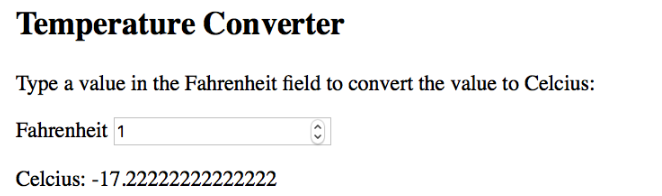 Temperature Converter
Type a value in the Fahrenheit field to convert the value to Celcius:
Fahrenheit 1
Celcius: -17.22222222222222